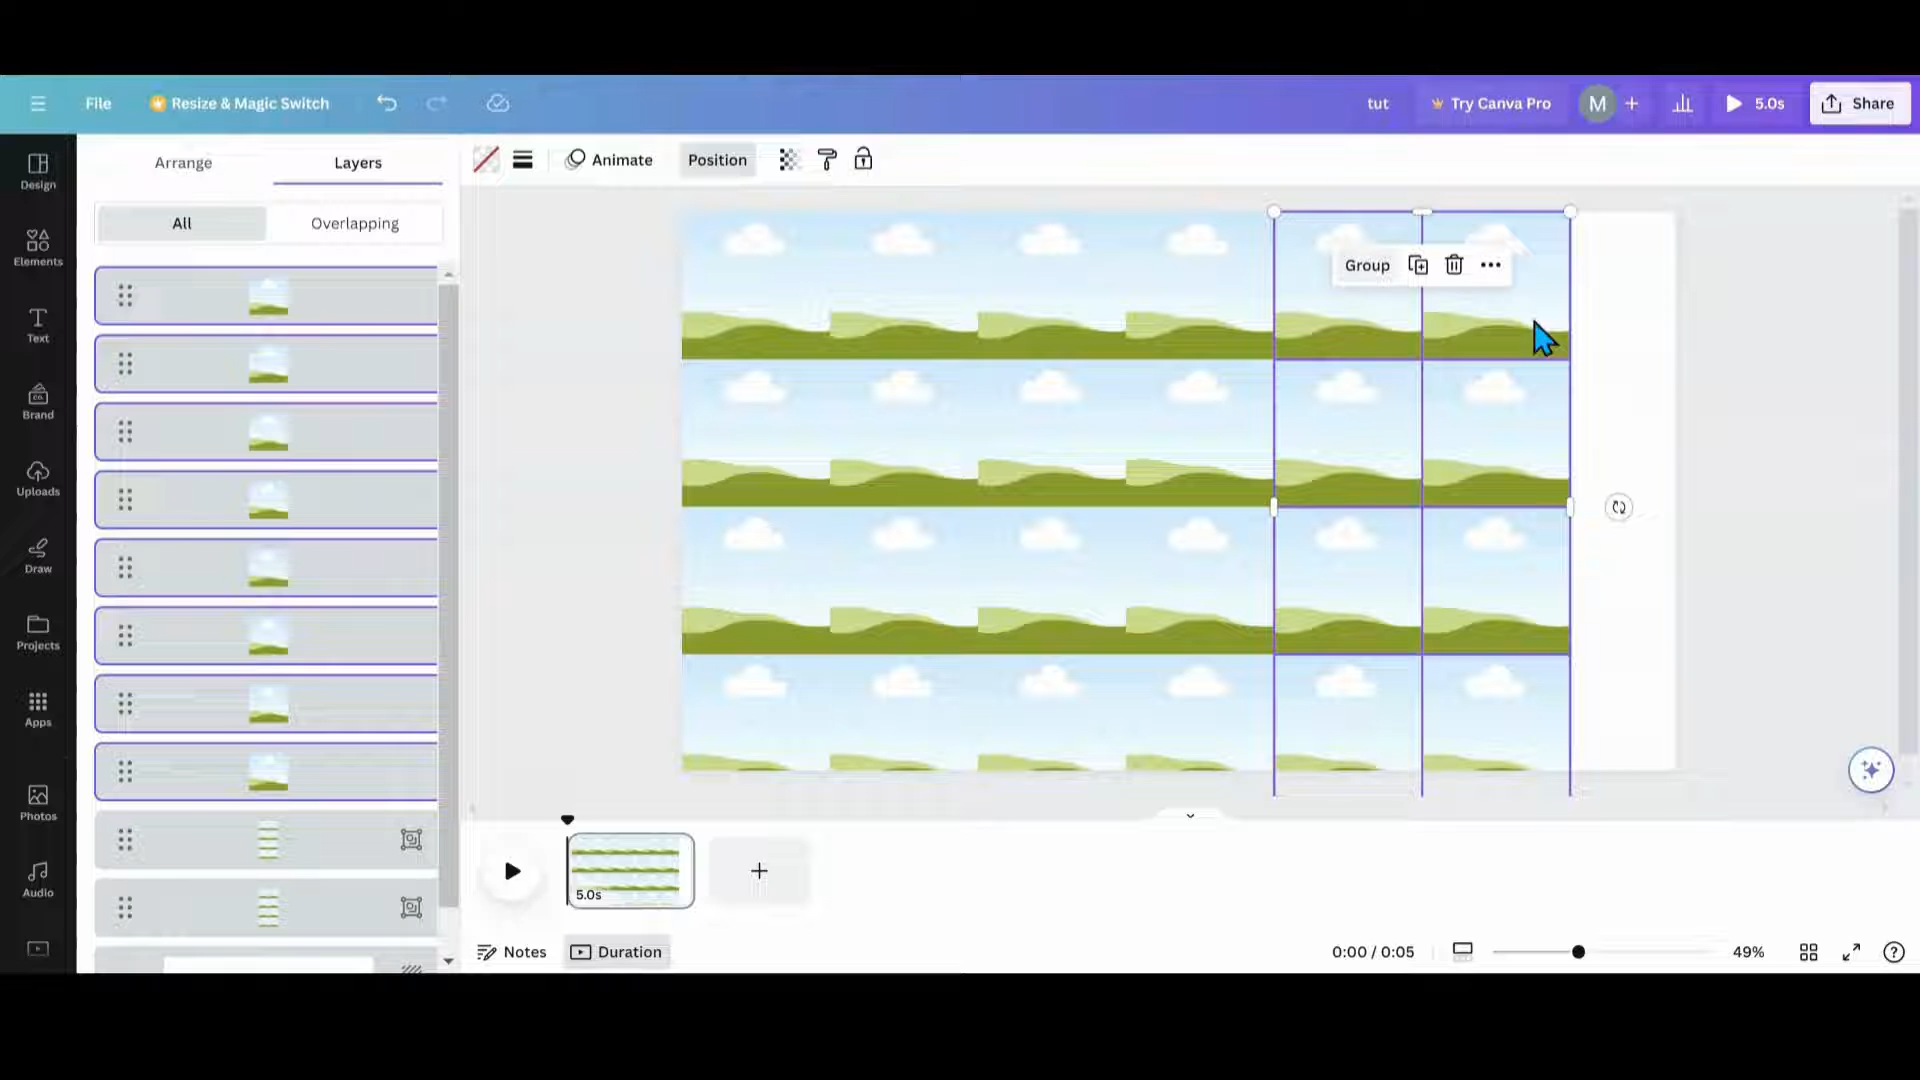 File
Resize & Magic Switch
tut
Try Canva Pro
M
5.0s
Share
Design
Elements
Text
Brand
Uploads
Draw
Projects
Apps
Photos
Audio
Arrange
Layers
All
Overlapping
Animate
Position
Group
5.0s
Notes
Duration
0:00 / 0:05
49%